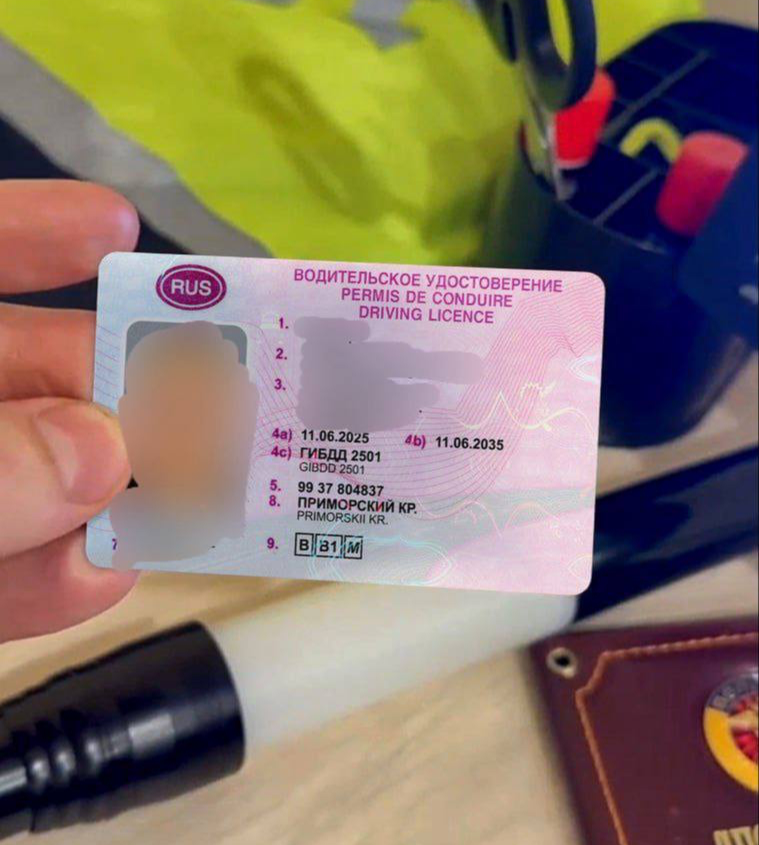 RUS
ВОДИТЕЛЬСКОЕ УДОСТОВЕРЕНИЕ
PERMIS DE CONDUIRE
DRIVING LICENCE
1.
2.
3.
4a) 11.06.2025 4b) 11.06.2035
4c) ГИБДД 2501
GIBDD 2501
5. 99 37 804837
8. ПРИМОРСКИЙ КР.
PRIMORSKII KR.
7
9. B B1 M